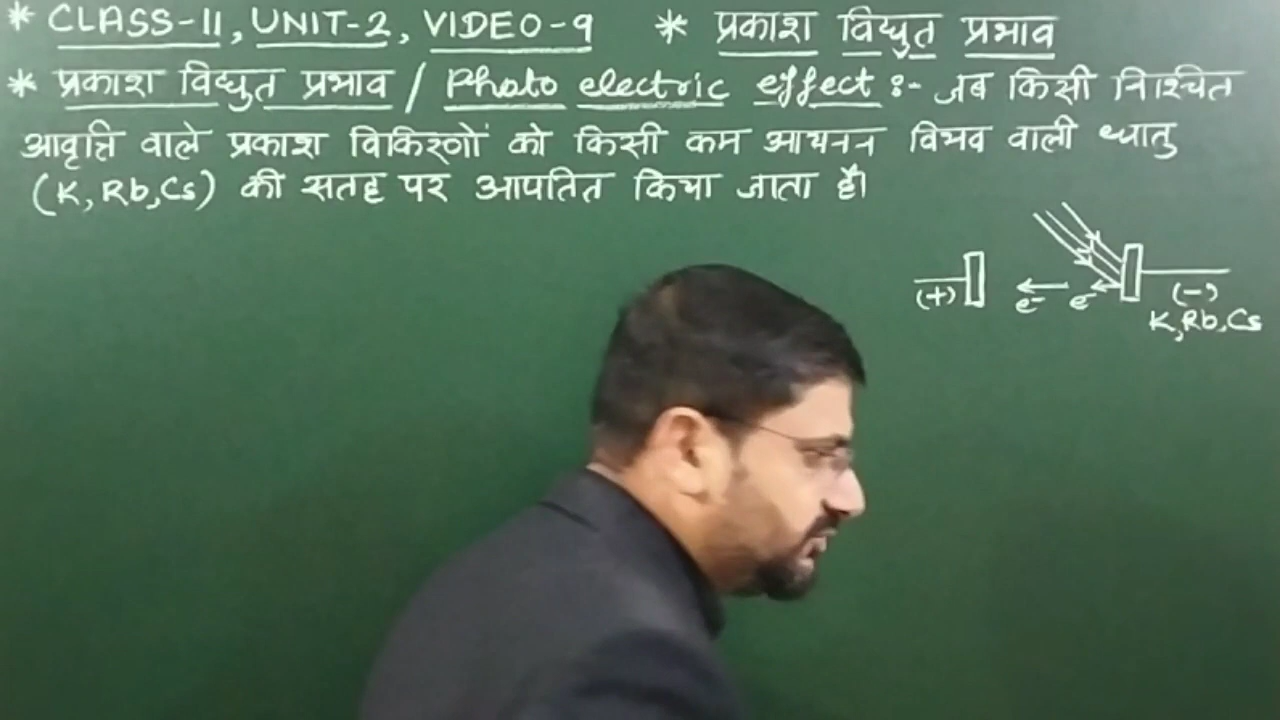 * CLASS-11, UNIT-2, VIDEO-9 * प्रकाश विद्युत प्रभाव
* प्रकाश विद्युत प्रभाव / Photo electric effect :- जब किसी निश्चित
आवृत्ति वाले प्रकाश विकिरणों को किसी कम आयनन विभव वाली धातु
(K, Rb, Cs) की सतह पर आपतित किया जाता है।
(+) e- e- (-)
K, Rb, Cs